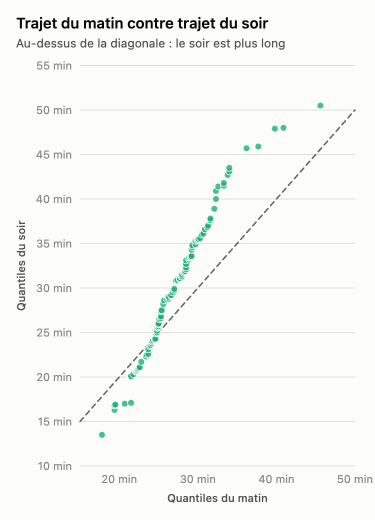 Trajet du matin contre trajet du soir
Au-dessus de la diagonale : le soir est plus long
55 min
50 min
45 min
40 min
35 min
30 min
25 min
20 min
15 min
10 min
Quantiles du soir
20 min
30 min
40 min
50 min
Quantiles du matin